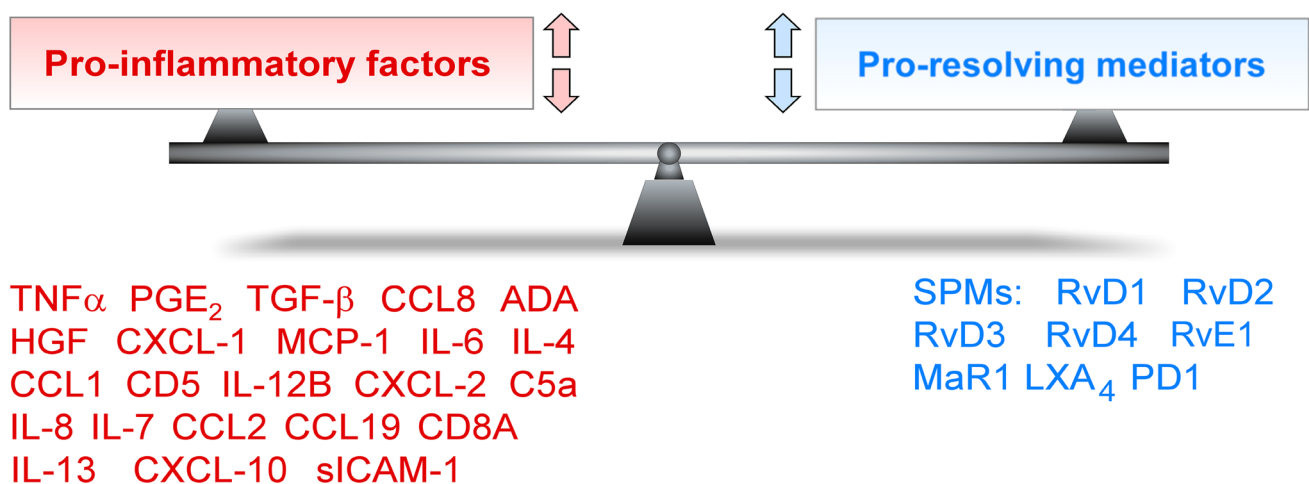 Pro-inflammatory factors
Pro-resolving mediators
TNFα PGE₂ TGF-β CCL8 ADA
HGF CXCL-1 MCP-1 IL-6 IL-4
CCL1 CD5 IL-12B CXCL-2 C5a
IL-8 IL-7 CCL2 CCL19 CD8A
IL-13 CXCL-10 sICAM-1
SPMs: RvD1 RvD2
RvD3 RvD4 RvE1
MaR1 LXA₄ PD1